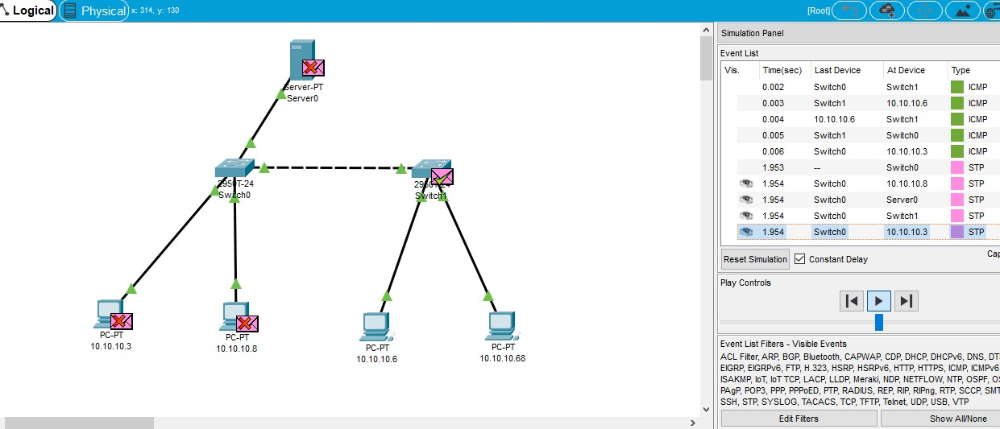 Logical
Physical
x: 314, y: 130
[Root]
Server-PT
Server0
2950T-24
Switch0
2950T-24
Switch1
PC-PT
10.10.10.3
PC-PT
10.10.10.8
PC-PT
10.10.10.6
PC-PT
10.10.10.68
Simulation Panel
Event List
Vis. Time(sec) Last Device At Device Type
0.002 Switch0 Switch1 ICMP
0.003 Switch1 10.10.10.6 ICMP
0.004 10.10.10.6 Switch1 ICMP
0.005 Switch1 Switch0 ICMP
0.006 Switch0 10.10.10.3 ICMP
1.953 -- Switch0 STP
1.954 Switch0 10.10.10.8 STP
1.954 Switch0 Server0 STP
1.954 Switch0 Switch1 STP
1.954 Switch0 10.10.10.3 STP
Reset Simulation Constant Delay
Play Controls
Event List Filters - Visible Events
ACL Filter, ARP, BGP, Bluetooth, CAPWAP, CDP, DHCP, DHCPv6, DNS,
EIGRP, EIGRPv6, FTP, H.323, HSRP, HSRPv6, HTTP, HTTPS, ICMP, ICMPv6
ISAKMP, IoT, IoT TCP, LACP, LLDP, Meraki, NDP, NETFLOW, NTP, OSPF,
PAgP, POP3, PPP, PPPoED, PTP, RADIUS, REP, RIP, RIPng, RTP, SCCP,
SSH, STP, SYSLOG, TACACS, TCP, TFTP, Telnet, UDP, USB, VTP
Edit Filters
Show All/None